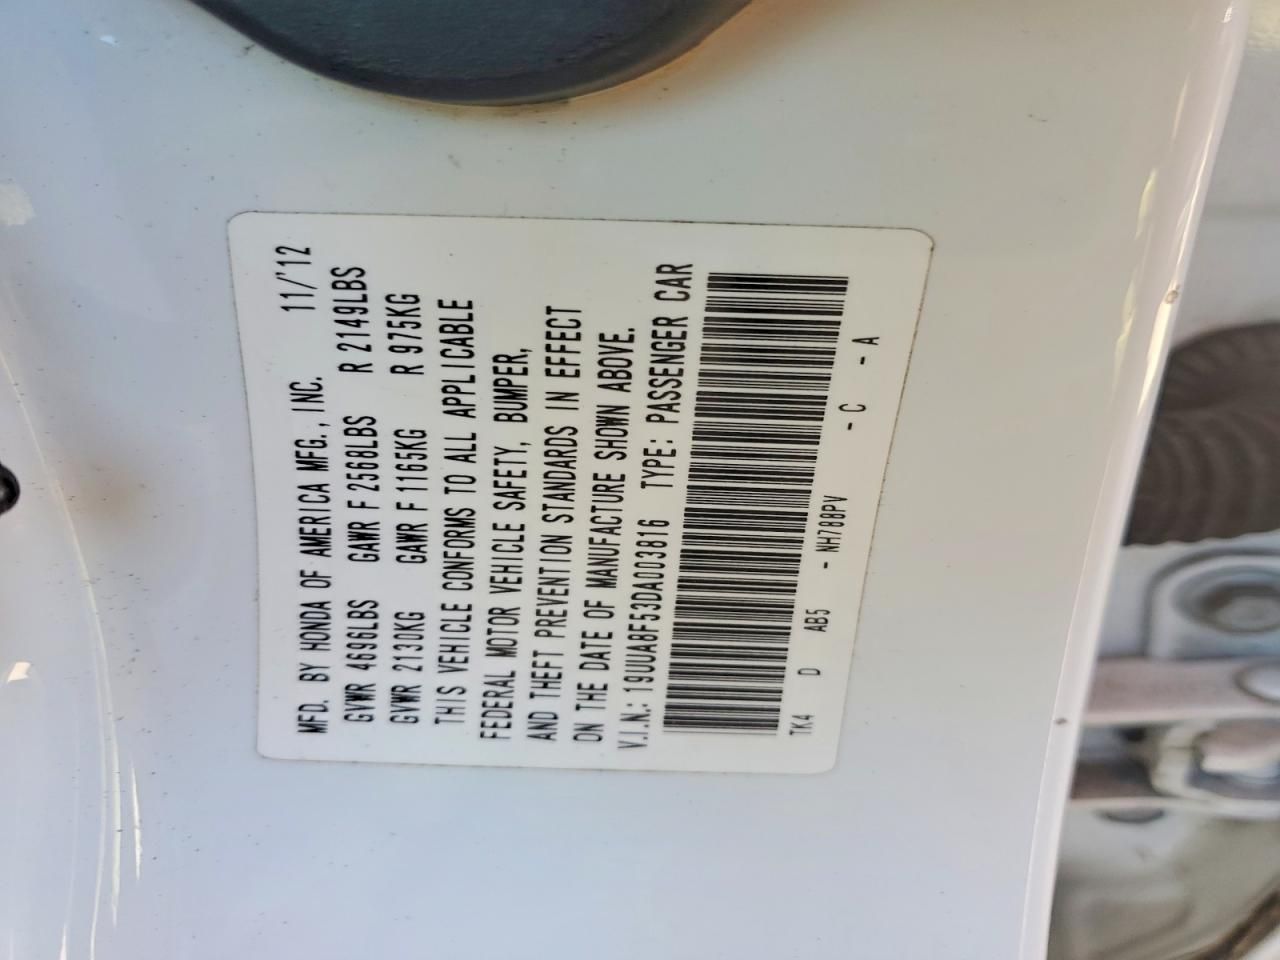 MFD. BY HONDA OF AMERICA MFG., INC. 11/'12
GVWR 4696LBS GAWR F 2568LBS R 2149LBS
GVWR 2130KG GAWR F 1165KG R 975KG
THIS VEHICLE CONFORMS TO ALL APPLICABLE
FEDERAL MOTOR VEHICLE SAFETY, BUMPER,
AND THEFT PREVENTION STANDARDS IN EFFECT
ON THE DATE OF MANUFACTURE SHOWN ABOVE.
V.I.N.: 19UUA8F53DA003816 TYPE: PASSENGER CAR
TK4 D AB5 - NH788PV - C - A